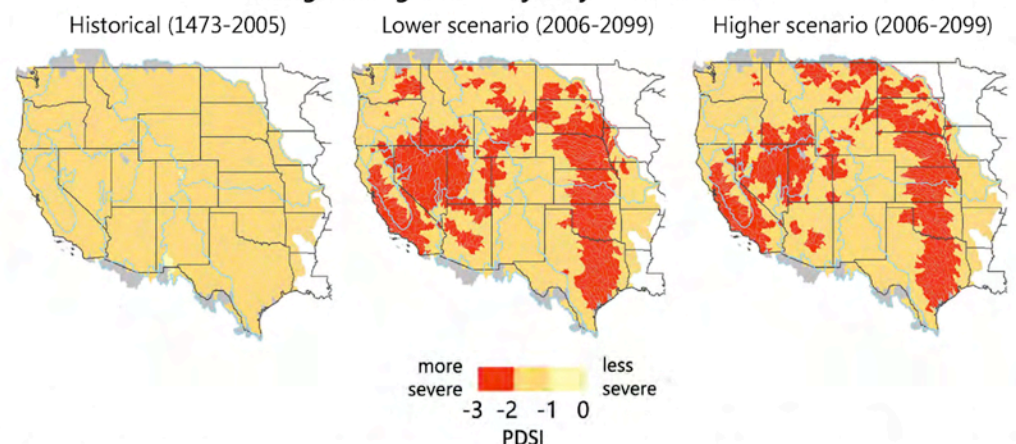 Historical (1473-2005)
Lower scenario (2006-2099)
Higher scenario (2006-2099)
more severe
less severe
-3 -2 -1 0
PDSI